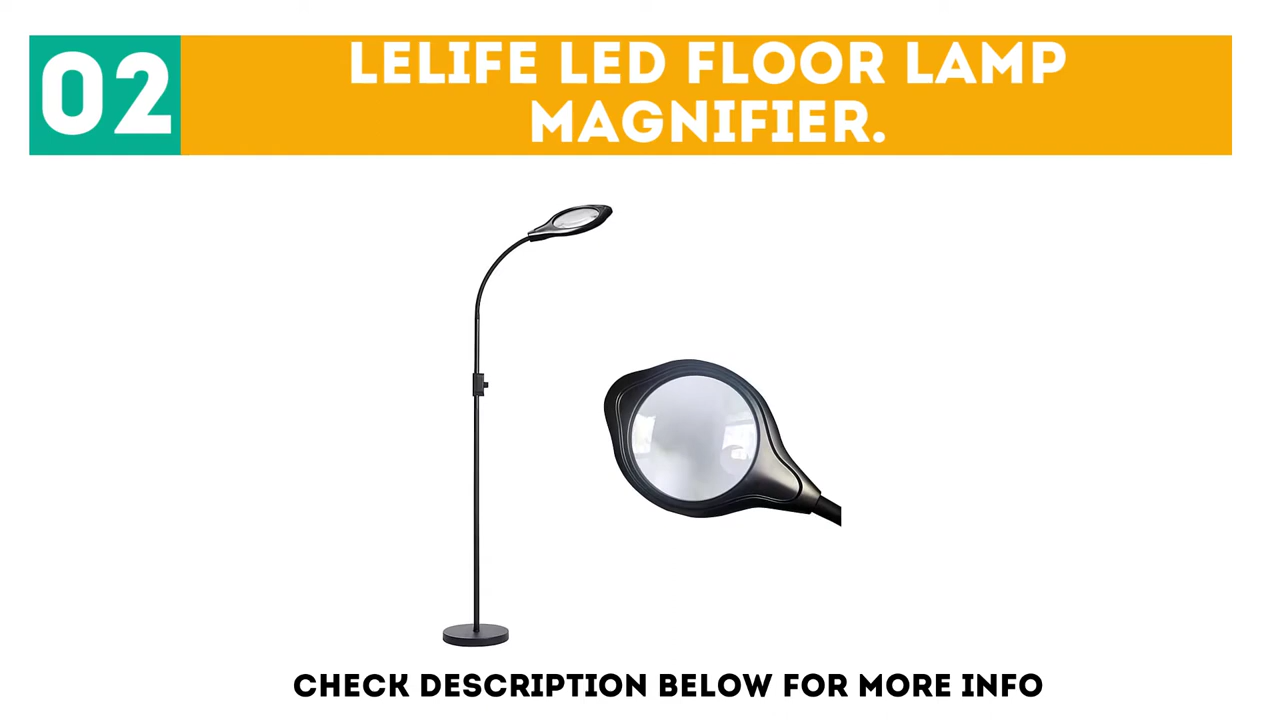 02
LELIFE LED FLOOR LAMP
MAGNIFIER.
CHECK DESCRIPTION BELOW FOR MORE INFO